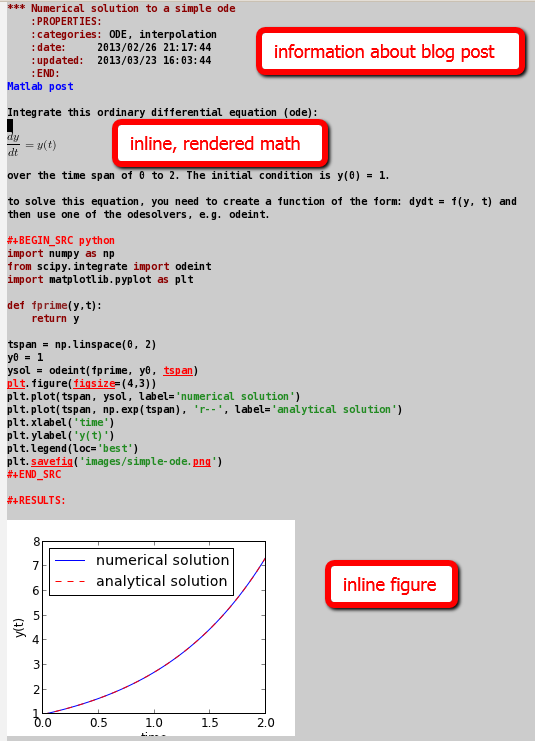 *** Numerical solution to a simple ode
:PROPERTIES:
:categories: ODE, interpolation
:date:     2013/02/26 21:17:44
:updated:  2013/03/23 16:03:44
:END:
information about blog post
Matlab post
Integrate this ordinary differential equation (ode):
dy/dt = y(t)
inline, rendered math
over the time span of 0 to 2. The initial condition is y(0) = 1.
to solve this equation, you need to create a function of the form: dydt = f(y, t) and
then use one of the odesolvers, e.g. odeint.
#+BEGIN_SRC python
import numpy as np
from scipy.integrate import odeint
import matplotlib.pyplot as plt
def fprime(y,t):
    return y
tspan = np.linspace(0, 2)
y0 = 1
ysol = odeint(fprime, y0, tspan)
plt.figure(figsize=(4,3))
plt.plot(tspan, ysol, label='numerical solution')
plt.plot(tspan, np.exp(tspan), 'r--', label='analytical solution')
plt.xlabel('time')
plt.ylabel('y(t)')
plt.legend(loc='best')
plt.savefig('images/simple-ode.png')
#+END_SRC
#+RESULTS:
8
7
6
5
4
3
2
1
y(t)
numerical solution
analytical solution
0.0 0.5 1.0 1.5 2.0
time
inline figure